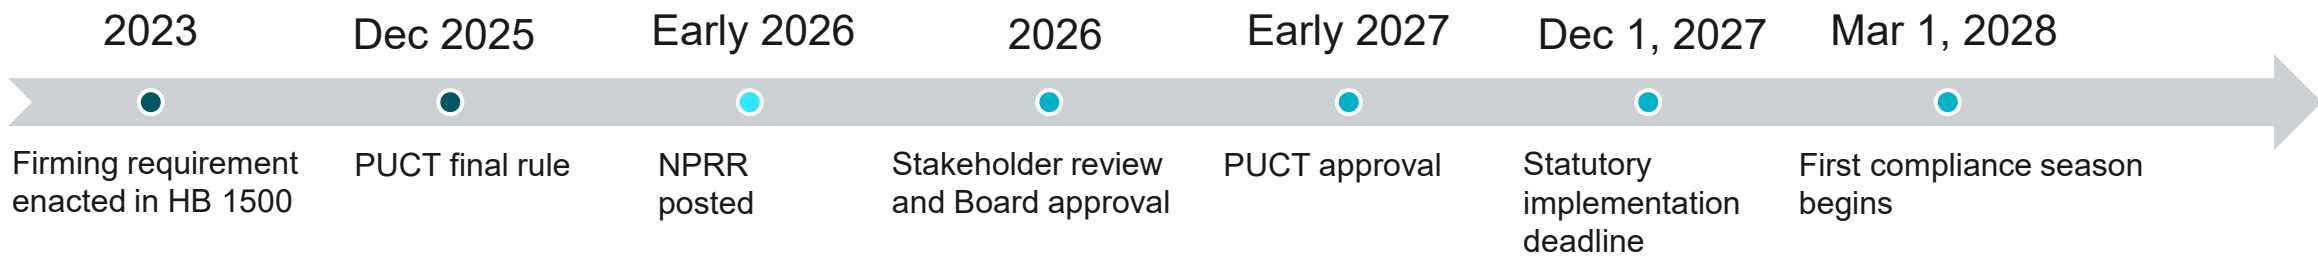 2023
Dec 2025
Early 2026
2026
Early 2027
Dec 1, 2027
Mar 1, 2028
Firming requirement
enacted in HB 1500
PUCT final rule
NPRR
posted
Stakeholder review
and Board approval
PUCT approval
Statutory
implementation
deadline
First compliance season
begins